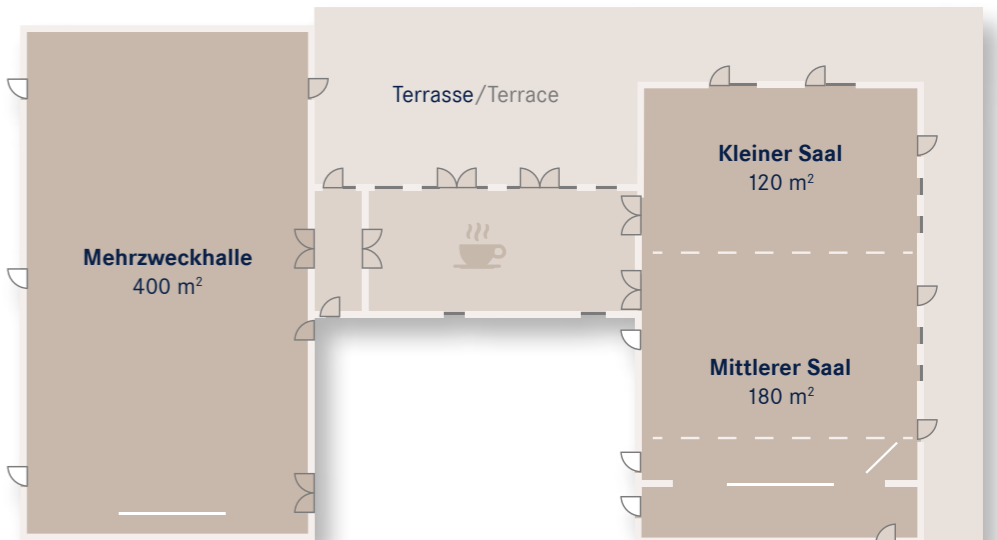 Terrasse/Terrace
Kleiner Saal
120 m²
Mehrzweckhalle
400 m²
Mittlerer Saal
180 m²